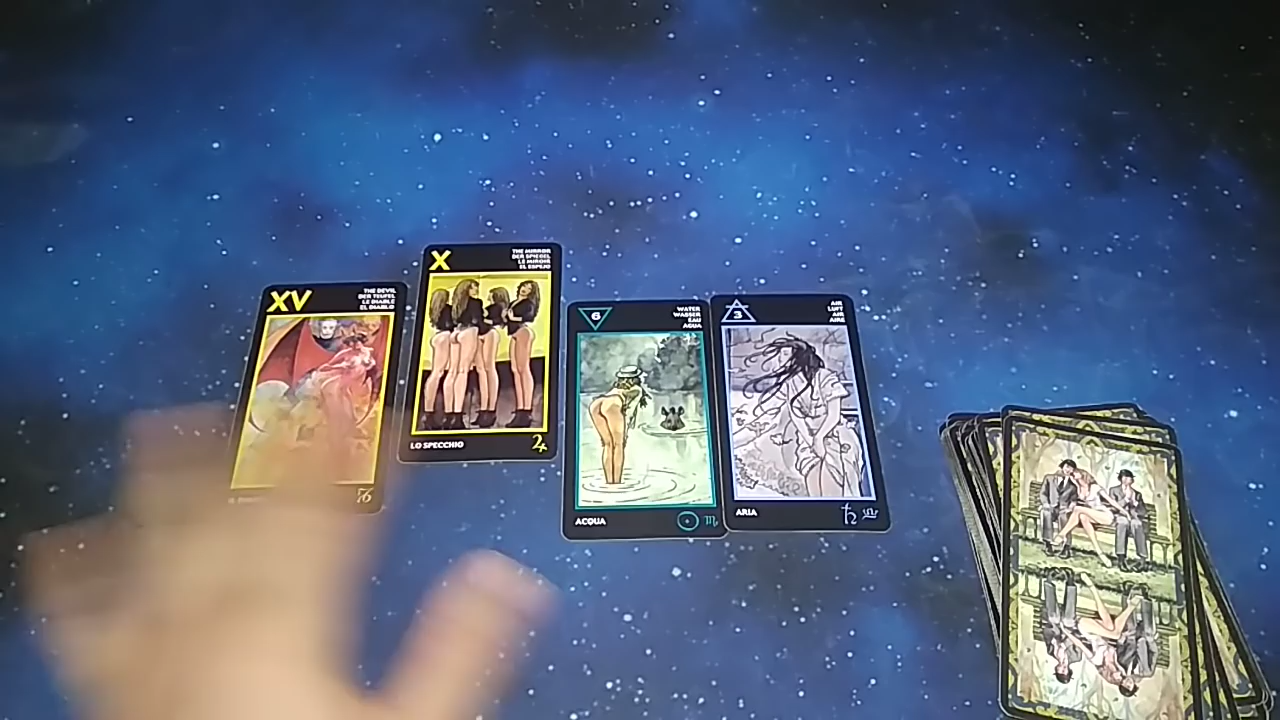 XV
THE DEVIL
DER TEUFEL
LE DIABLE
EL DIABLO
X
THE MIRROR
DER SPIEGEL
LE MIROIR
EL ESPEJO
LO SPECCHIO
6
WATER
WASSER
EAU
AGUA
ACQUA
3
AIR
LUFT
AIR
AIRE
ARIA